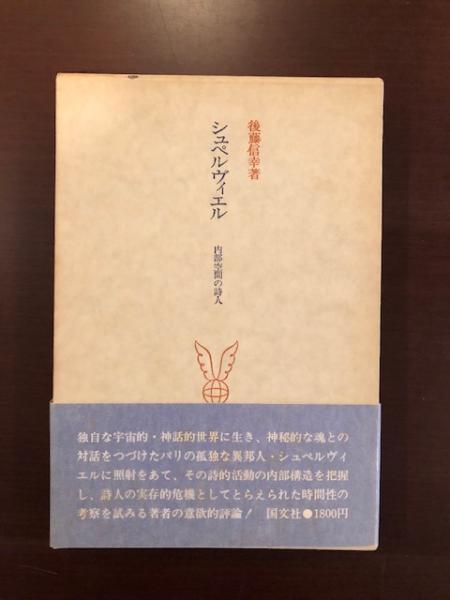 後藤信幸著
シュペルヴィエル
内部空間の詩人
独自な宇宙的・神話的世界に生き、神秘的な魂との
対話をつづけたパリの孤独な異邦人・シュペルヴィ
エルに照射をあて、その詩的活動の内部構造を把握
し、詩人の実存的危機としてとらえられた時間性の
考察を試みる著者の意欲的評論! 国文社●1800円